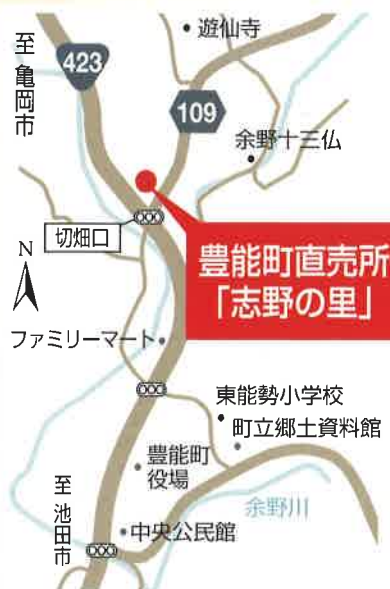 遊仙寺
至亀岡市
423
109
余野十三仏
切畑口
豊能町直売所
「志野の里」
N
ファミリーマート
東能勢小学校
町立郷土資料館
豊能町
役場
至池田市
余野川
中央公民館